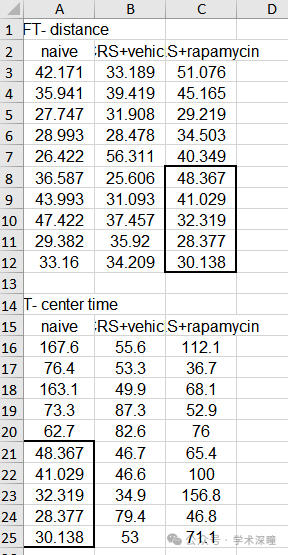 A B C D
1 FT- distance
2 naive CRS+vehic S+rapamycin
3 42.171 33.189 51.076
4 35.941 39.419 45.165
5 27.747 31.908 29.219
6 28.993 28.478 34.503
7 26.422 56.311 40.349
8 36.587 25.606 48.367
9 43.993 31.093 41.029
10 47.422 37.457 32.319
11 29.382 35.92 28.377
12 33.16 34.209 30.138
13
14 T- center time
15 naive CRS+vehic S+rapamycin
16 167.6 55.6 112.1
17 76.4 53.3 36.7
18 163.1 49.9 68.1
19 73.3 87.3 52.9
20 62.7 82.6 76
21 48.367 46.7 65.4
22 41.029 46.6 100
23 32.319 34.9 156.8
24 28.377 79.4 46.8
25 30.138 53 71.1
公众号 · 学术深瞳